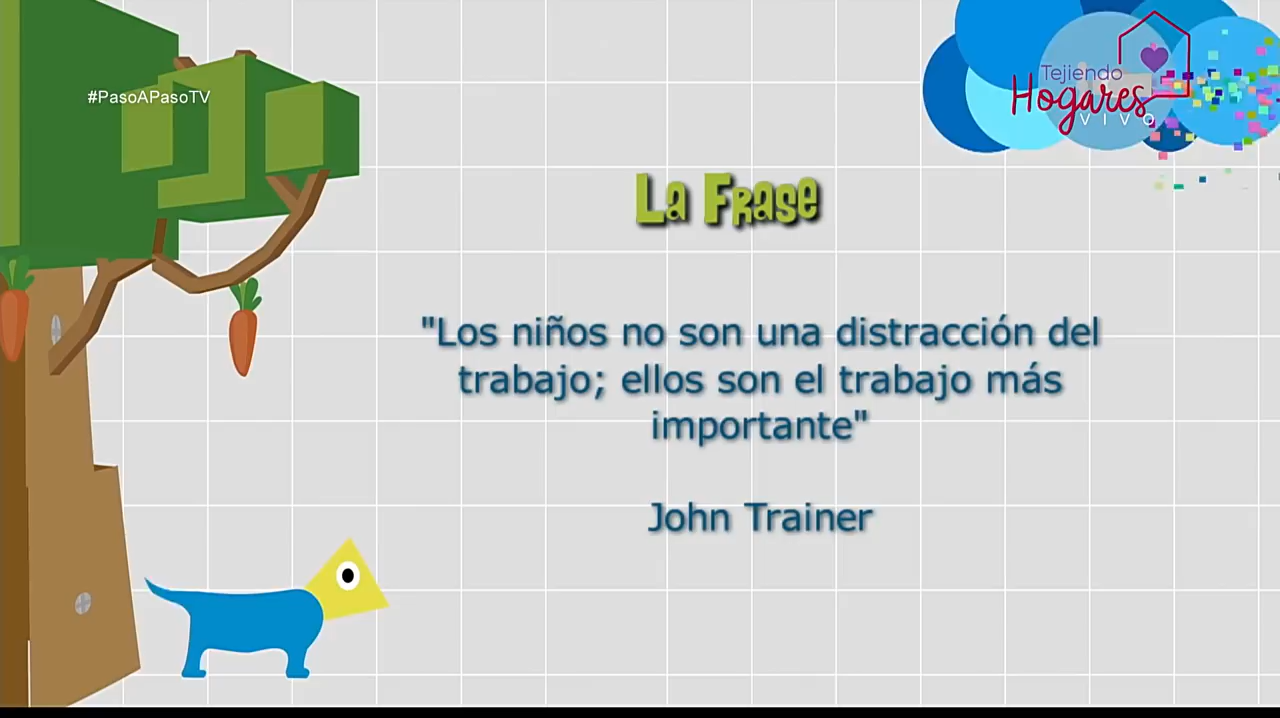 #PasoAPasoTV
Tejiendo
Hogares
VIVO
La Frase
"Los niños no son una distracción del
trabajo; ellos son el trabajo más
importante"
John Trainer